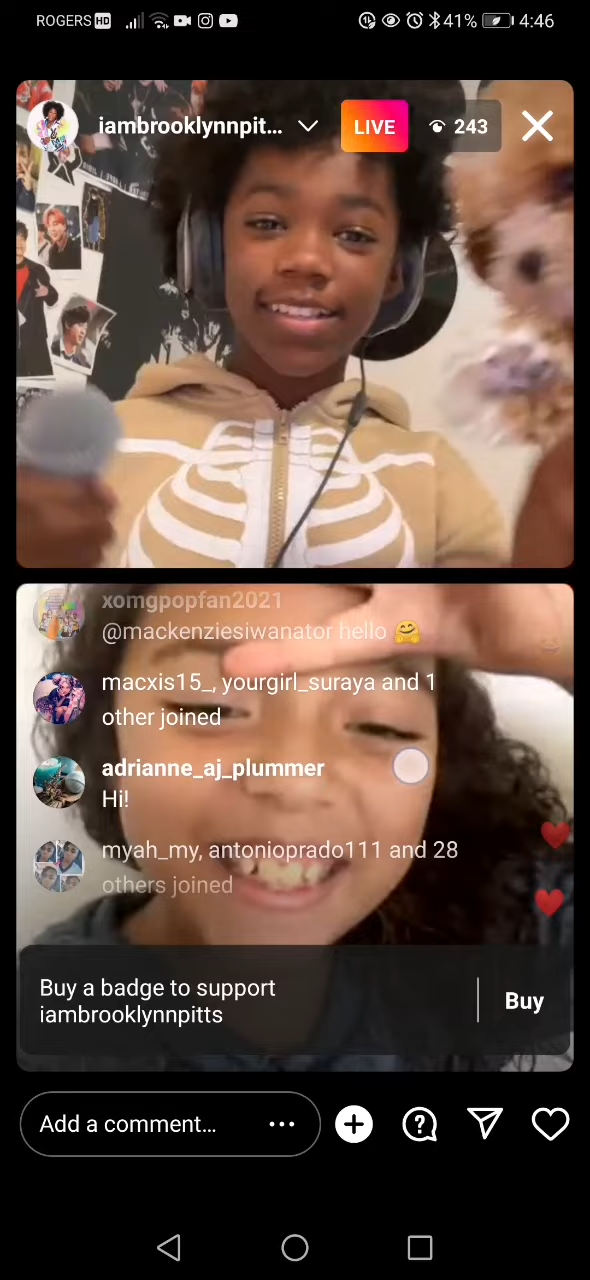 ROGERS HD 41% 4:46
iambrooklynnpit... LIVE 243
xomgpopfan2021
@mackenziesiwanator hello 🤗
macxis15_, yourgirl_suraya and 1
other joined
adrianne_aj_plummer
Hi!
myah_my, antonioprado111 and 28
others joined
Buy a badge to support
iambrooklynnpitts
Buy
Add a comment...